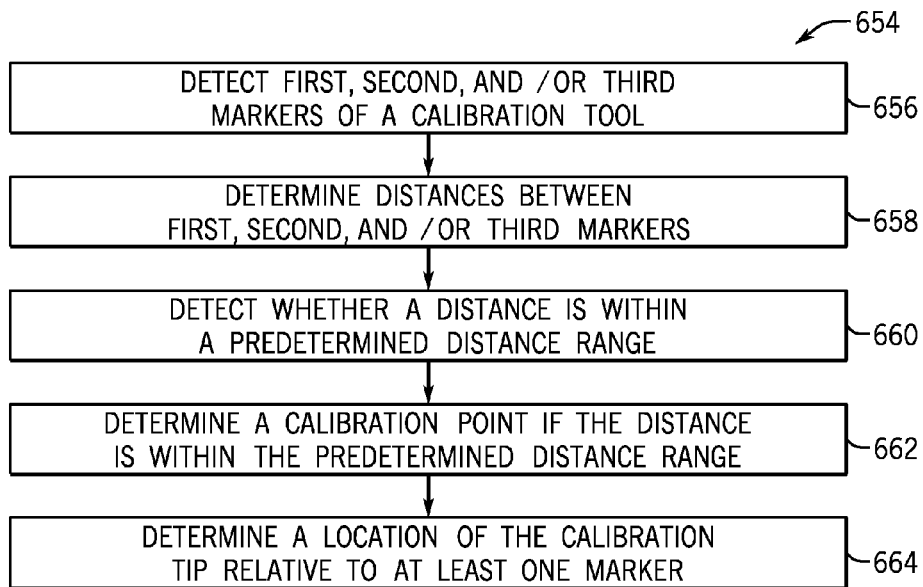 654
DETECT FIRST, SECOND, AND / OR THIRD
MARKERS OF A CALIBRATION TOOL
656
DETERMINE DISTANCES BETWEEN
FIRST, SECOND, AND / OR THIRD MARKERS
658
DETECT WHETHER A DISTANCE IS WITHIN
A PREDETERMINED DISTANCE RANGE
660
DETERMINE A CALIBRATION POINT IF THE DISTANCE
IS WITHIN THE PREDETERMINED DISTANCE RANGE
662
DETERMINE A LOCATION OF THE CALIBRATION
TIP RELATIVE TO AT LEAST ONE MARKER
664